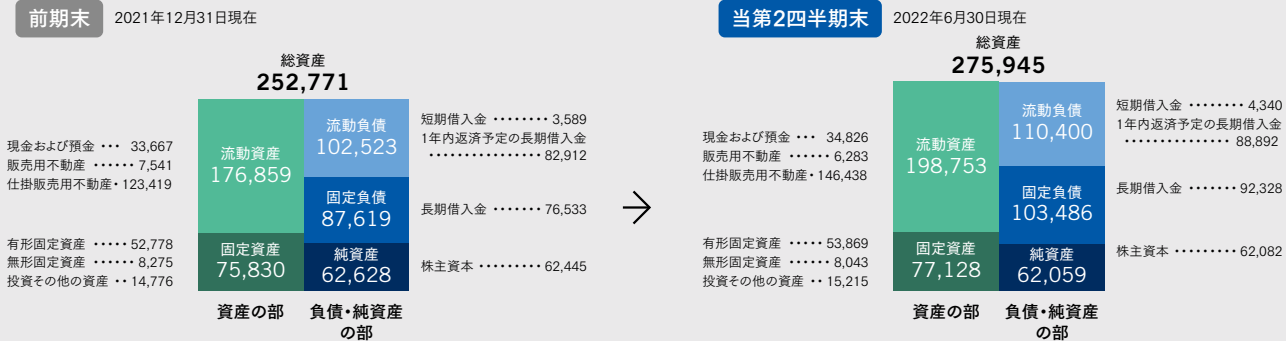 前期末 2021年12月31日現在
総資産
252,771
現金および預金 ・・・ 33,667
販売用不動産 ・・・・・・ 7,541
仕掛販売用不動産・123,419
有形固定資産 ・・・・・ 52,778
無形固定資産 ・・・・・・ 8,275
投資その他の資産 ・・ 14,776
流動資産
176,859
固定資産
75,830
流動負債
102,523
固定負債
87,619
純資産
62,628
短期借入金 ・・・・・・・・ 3,589
1年内返済予定の長期借入金
・・・・・・・・・・・・・・ 82,912
長期借入金 ・・・・・・・ 76,533
株主資本 ・・・・・・・・・ 62,445
資産の部
負債・純資産
の部
→
当第2四半期末 2022年6月30日現在
総資産
275,945
現金および預金 ・・・ 34,826
販売用不動産 ・・・・・・ 6,283
仕掛販売用不動産・146,438
有形固定資産 ・・・・・ 53,869
無形固定資産 ・・・・・・ 8,043
投資その他の資産 ・・ 15,215
流動資産
198,753
固定資産
77,128
流動負債
110,400
固定負債
103,486
純資産
62,059
短期借入金 ・・・・・・・・ 4,340
1年内返済予定の長期借入金
・・・・・・・・・・・・・・・ 88,892
長期借入金 ・・・・・・・ 92,328
株主資本 ・・・・・・・・・ 62,082
資産の部
負債・純資産
の部